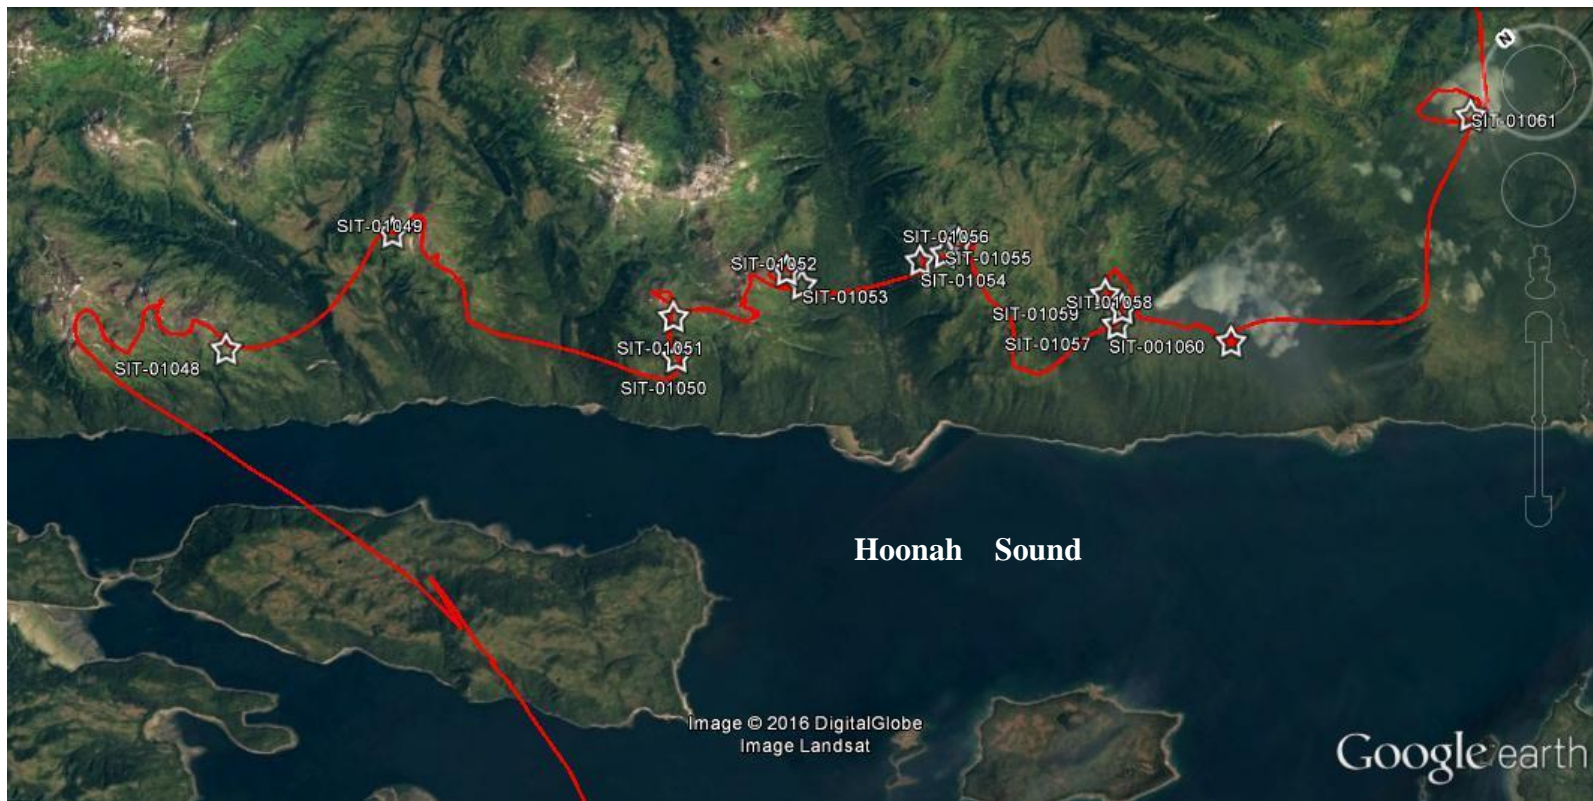 N
SIT-01061
SIT-01049
SIT-01056
SIT-01055
SIT-01052
SIT-01054
SIT-01053
SIT-01058
SIT-01059
SIT-01057
SIT-001060
SIT-01051
SIT-01048
SIT-01050
Hoonah Sound
Image © 2016 DigitalGlobe
Image Landsat
Google earth